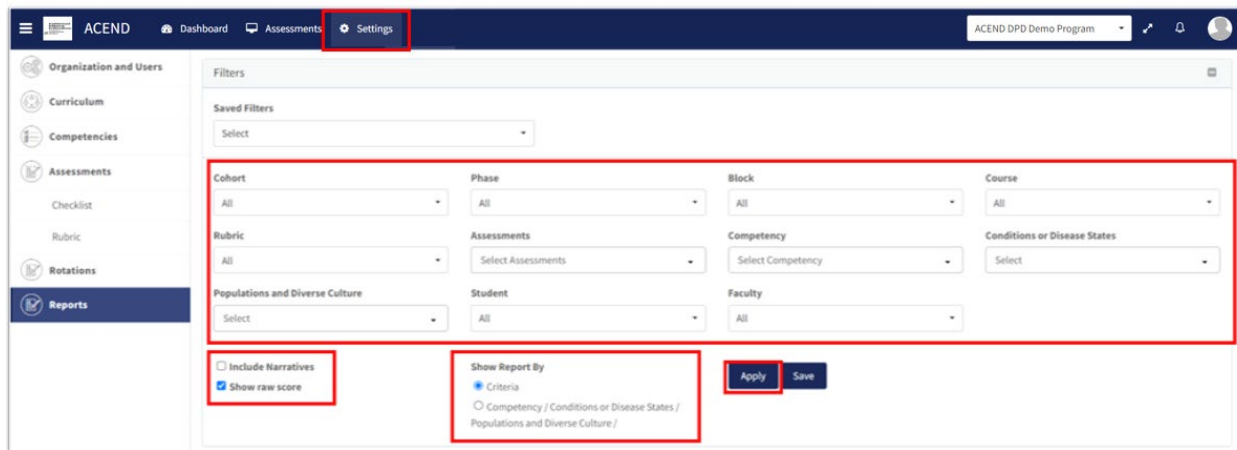 ACEND Dashboard Assessments Settings ACEND DPD Demo Program
Organization and Users
Curriculum
Competencies
Assessments
Checklist
Rubric
Rotations
Reports
Filters
Saved Filters
Select
Cohort Phase Block Course
All All All All
Rubric Assessments Competency Conditions or Disease States
All Select Assessments Select Competency Select
Populations and Diverse Culture Student Faculty
Select All All
Include Narratives
Show raw score
Show Report By
Criteria
Competency / Conditions or Disease States /
Populations and Diverse Culture /
Apply Save